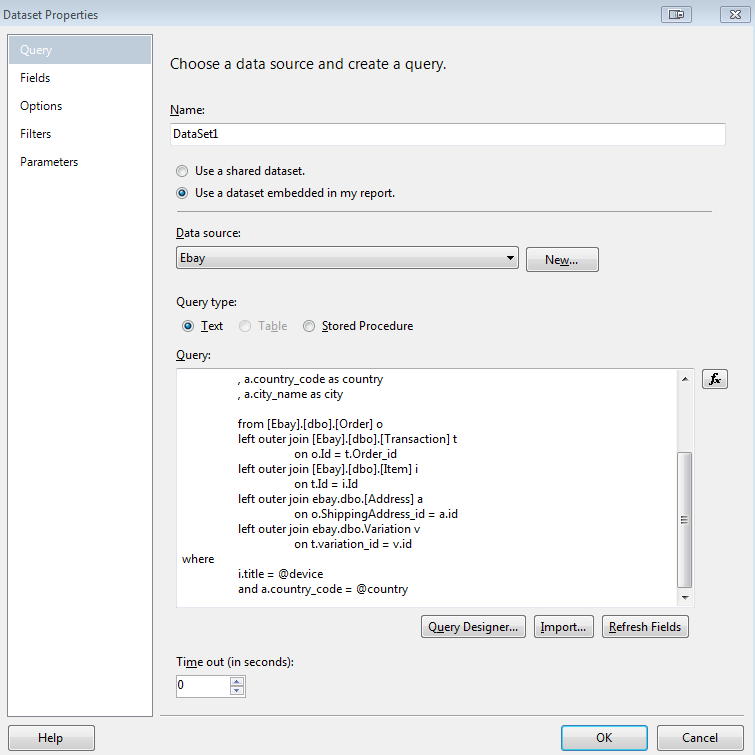 Dataset Properties
Query
Fields
Options
Filters
Parameters
Choose a data source and create a query.
Name:
DataSet1
Use a shared dataset.
Use a dataset embedded in my report.
Data source:
Ebay
New...
Query type:
Text
Table
Stored Procedure
Query:
, a.country_code as country
, a.city_name as city
from [Ebay].[dbo].[Order] o
left outer join [Ebay].[dbo].[Transaction] t
on o.Id = t.Order_id
left outer join [Ebay].[dbo].[Item] i
on t.Id = i.Id
left outer join ebay.dbo.[Address] a
on o.ShippingAddress_id = a.id
left outer join ebay.dbo.Variation v
on t.variation_id = v.id
where
i.title = @device
and a.country_code = @country
fx
Query Designer...
Import...
Refresh Fields
Time out (in seconds):
0
Help
OK
Cancel